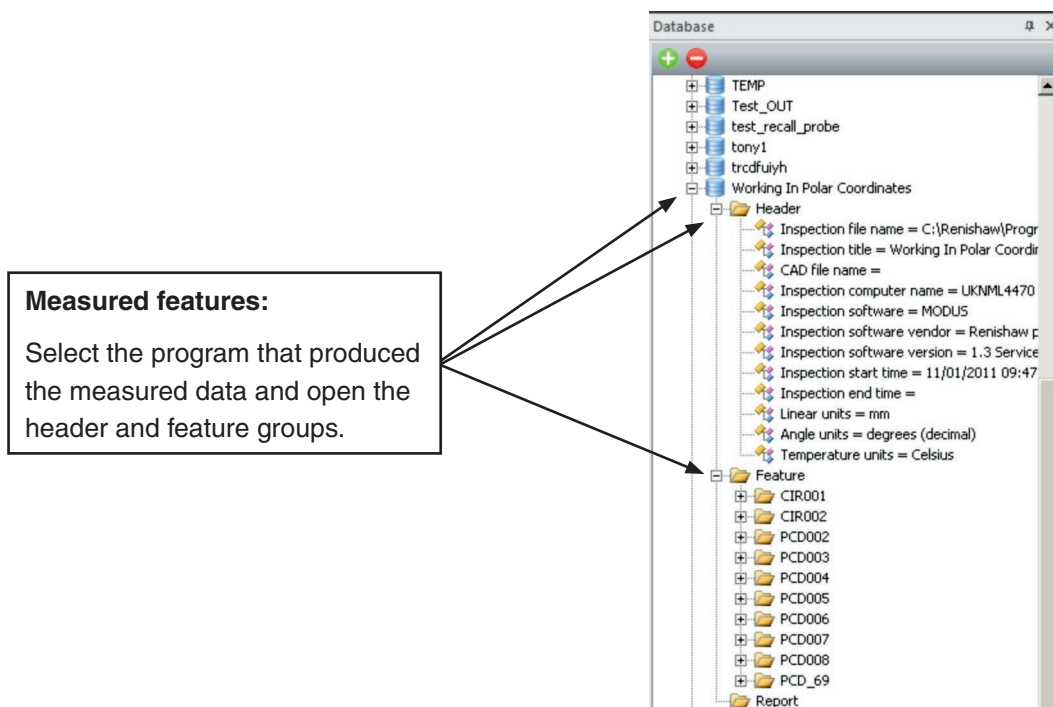 Database
TEMP
Test_OUT
test_recall_probe
tony1
trcdfuiyh
Working In Polar Coordinates
Header
Inspection file name = C:\Renishaw\Progr
Inspection title = Working In Polar Coordin
CAD file name =
Inspection computer name = UKNML4470
Inspection software = MODUS
Inspection software vendor = Renishaw p
Inspection software version = 1.3 Service
Inspection start time = 11/01/2011 09:47
Inspection end time =
Linear units = mm
Angle units = degrees (decimal)
Temperature units = Celsius
Feature
CIR001
CIR002
PCD002
PCD003
PCD004
PCD005
PCD006
PCD007
PCD008
PCD_69
Report
Measured features:
Select the program that produced
the measured data and open the
header and feature groups.